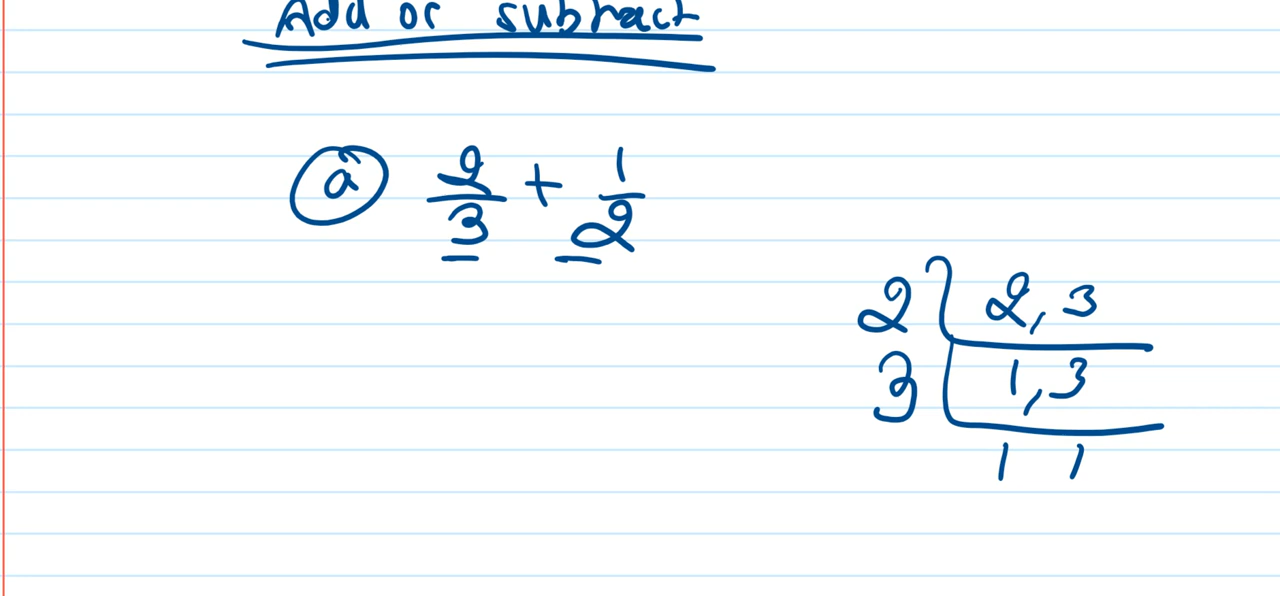 Add or subtract
(a) 2/3 + 1/2
2 | 2, 3
3 | 1, 3
1 1